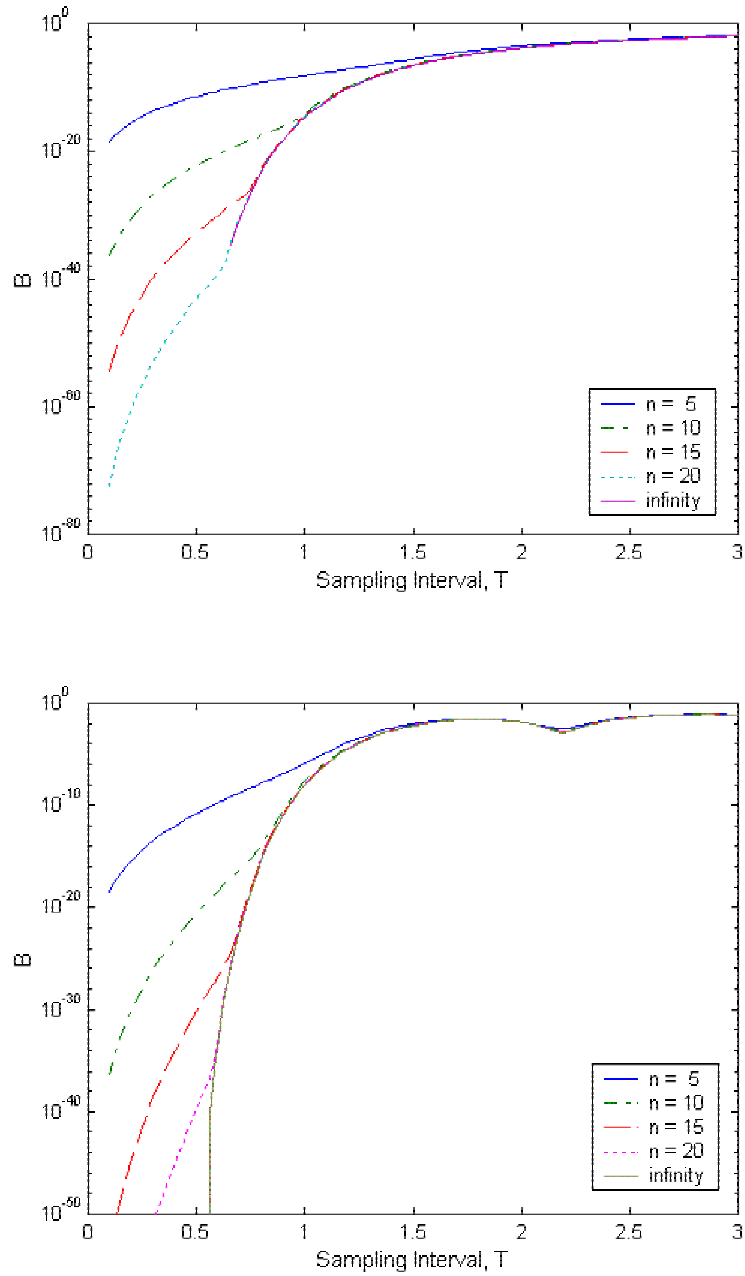 10^0
10^-20
10^-40
10^-60
10^-80
B
n = 5
n = 10
n = 15
n = 20
infinity
0 0.5 1 1.5 2 2.5 3
Sampling Interval, T
10^0
10^-10
10^-20
10^-30
10^-40
10^-50
B
n = 5
n = 10
n = 15
n = 20
infinity
0 0.5 1 1.5 2 2.5 3
Sampling Interval, T